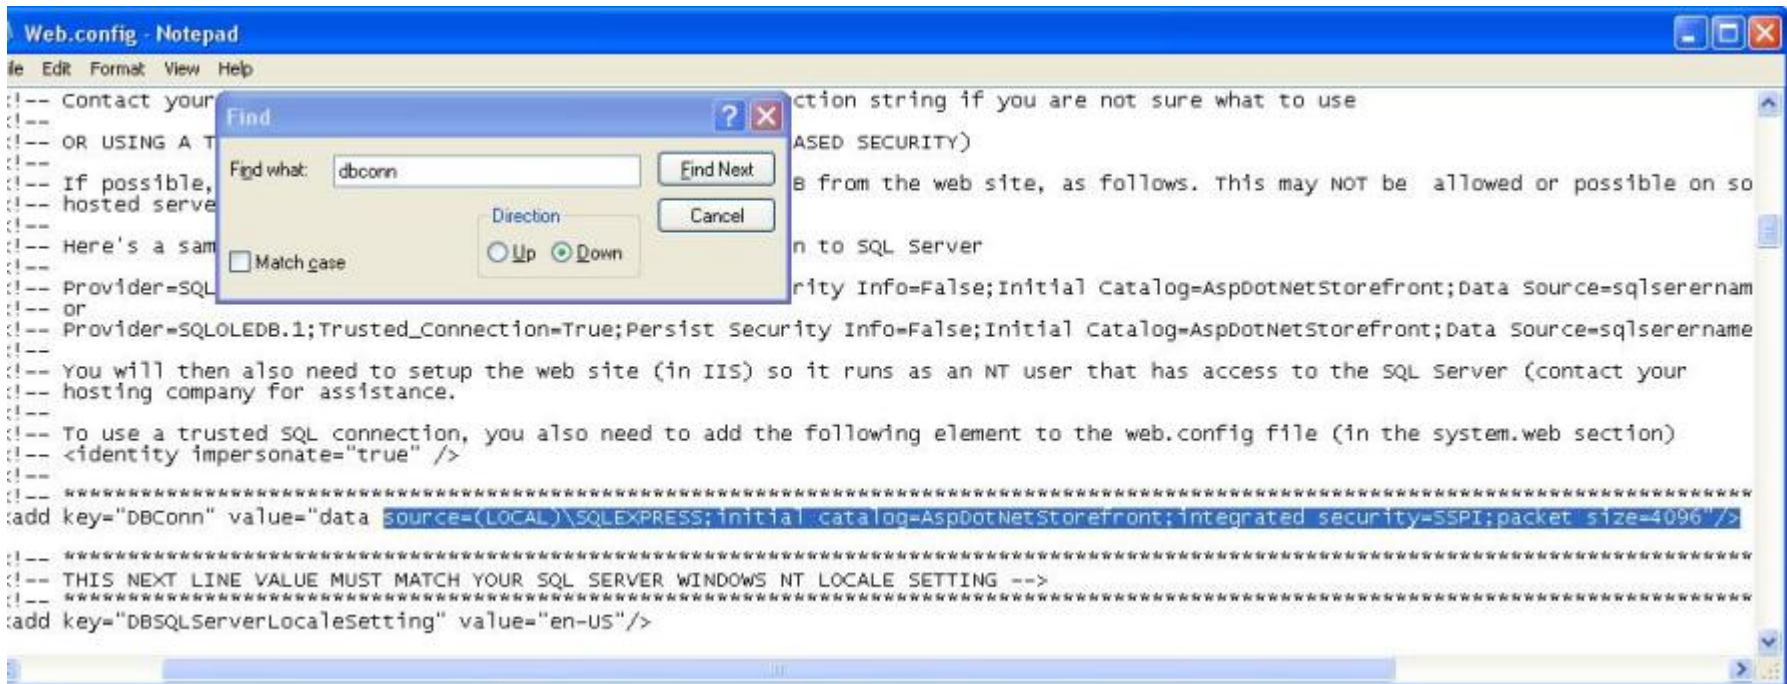 Web.config - Notepad
ile Edit Format View Help
!-- Contact your ction string if you are not sure what to use
!--
!-- OR USING A T ASED SECURITY)
!--
!-- If possible, B from the web site, as follows. This may NOT be allowed or possible on so
!-- hosted serve
!--
!-- Here's a sam n to SQL Server
!--
!-- Provider=SQL rity Info=False;Initial Catalog=AspDotNetStorefront;Data Source=sqlserernam
!-- or
!-- Provider=SQLOLEDB.1;Trusted_Connection=True;Persist Security Info=False;Initial Catalog=AspDotNetStorefront;Data Source=sqlserername
!--
!-- You will then also need to setup the web site (in IIS) so it runs as an NT user that has access to the SQL Server (contact your
!-- hosting company for assistance.
!--
!-- To use a trusted SQL connection, you also need to add the following element to the web.config file (in the system.web section)
!-- <identity impersonate="true" />
!--
!-- ************************************************************************************************************************************
add key="DBConn" value="data source=(LOCAL)\SQLEXPRESS;initial catalog=AspDotNetStorefront;integrated security=SSPI;packet size=4096"/>
!-- ************************************************************************************************************************************
!-- THIS NEXT LINE VALUE MUST MATCH YOUR SQL SERVER WINDOWS NT LOCALE SETTING -->
!-- ************************************************************************************************************************************
add key="DBSQLServerLocaleSetting" value="en-US"/>
Find
Find what: dbconn Find Next
Direction Cancel
Match case Up Down